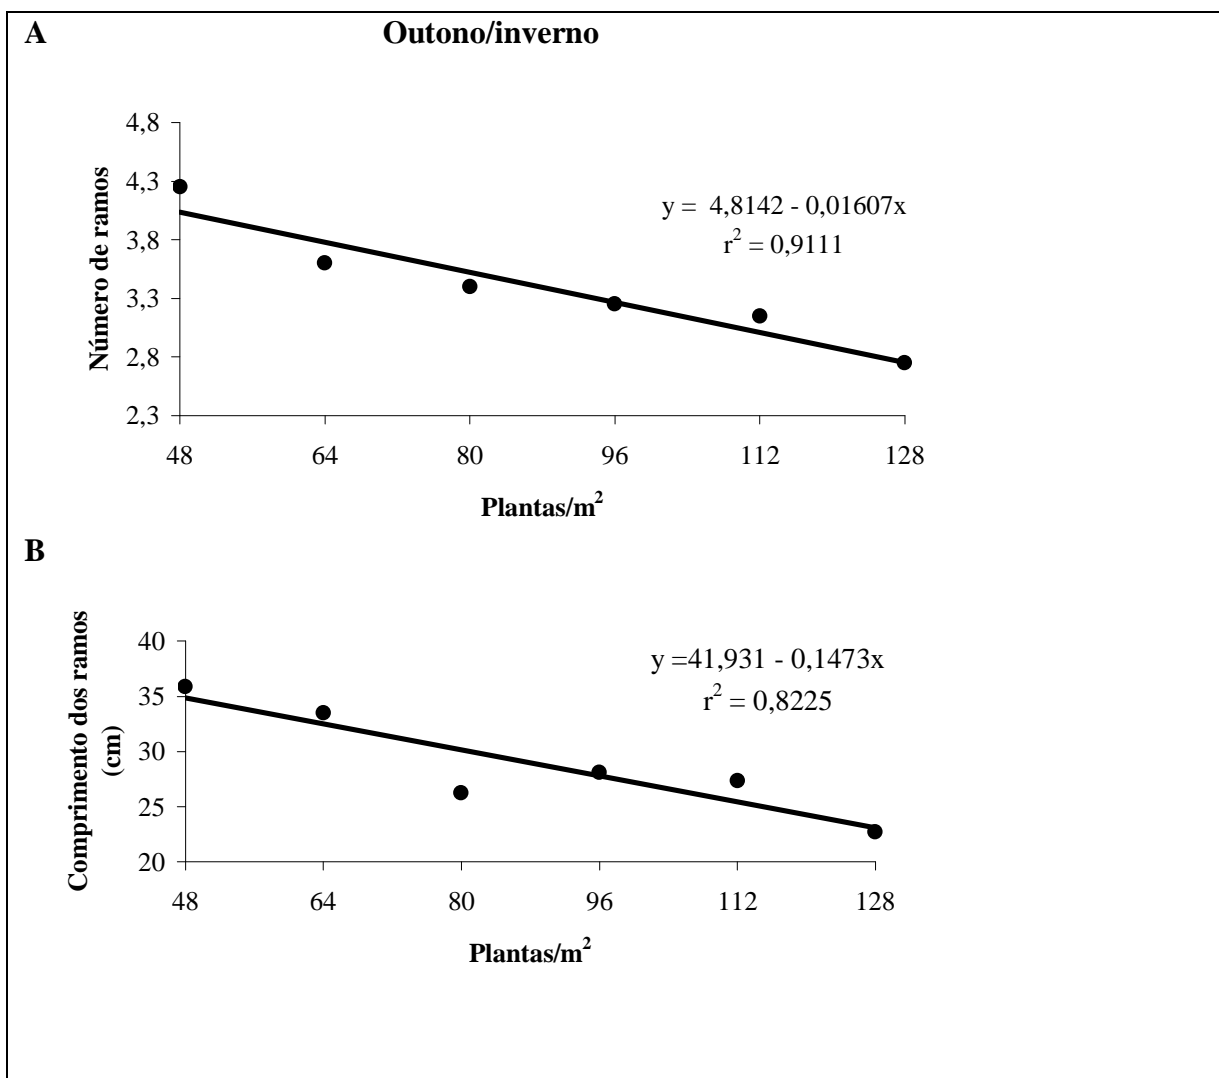 A
Outono/inverno
4,8
4,3
3,8
3,3
2,8
2,3
Número de ramos
y = 4,8142 - 0,01607x
r² = 0,9111
48 64 80 96 112 128
Plantas/m²
B
40
35
30
25
20
Comprimento dos ramos
(cm)
y =41,931 - 0,1473x
r² = 0,8225
48 64 80 96 112 128
Plantas/m²